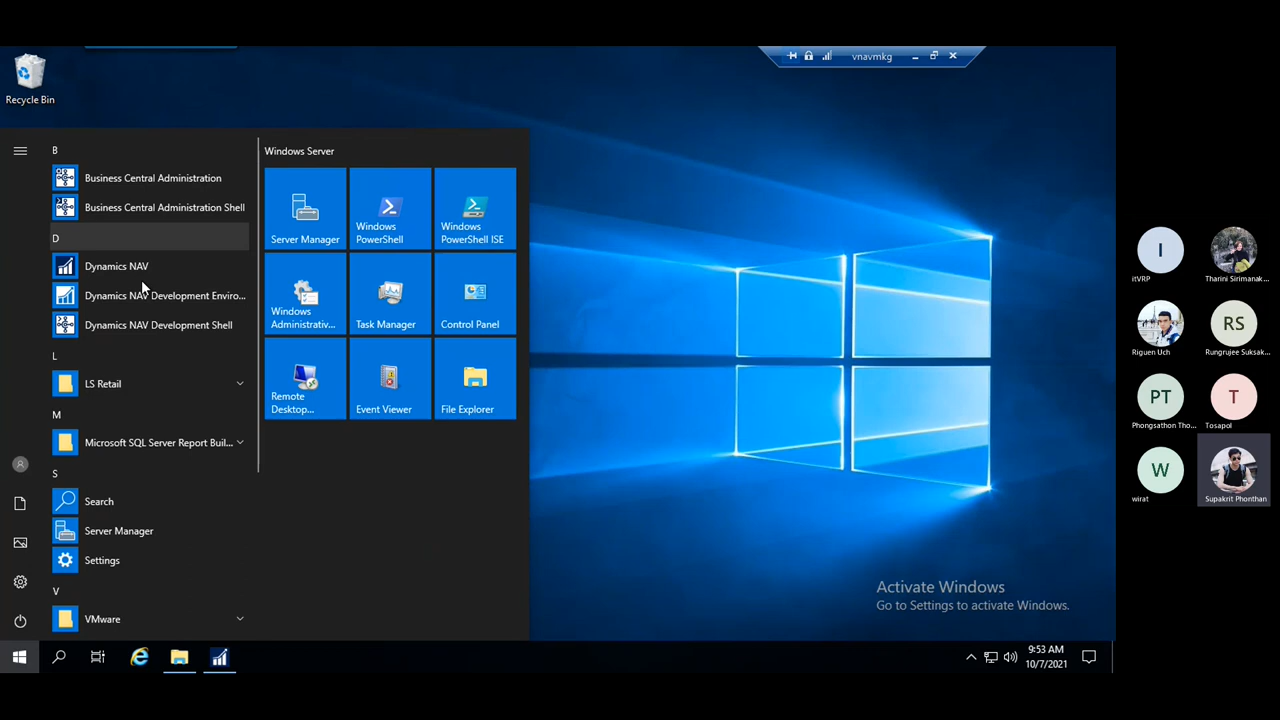 vnavmkg
Recycle Bin
B
Business Central Administration
Business Central Administration Shell
D
Dynamics NAV
Dynamics NAV Development Enviro...
Dynamics NAV Development Shell
L
LS Retail
M
Microsoft SQL Server Report Buil...
S
Search
Server Manager
Settings
V
VMware
Windows Server
Server Manager
Windows
PowerShell
Windows
PowerShell ISE
Windows
Administrativ...
Task Manager
Control Panel
Remote
Desktop...
Event Viewer
File Explorer
Activate Windows
Go to Settings to activate Windows.
9:53 AM
10/7/2021
I
itVRP
Tharini Sirimanak...
Riguen Uch
RS
Rungrujee Suksak...
PT
Phongsathon Tho...
T
Tosapol
W
wirat
Supakrit Phonthan